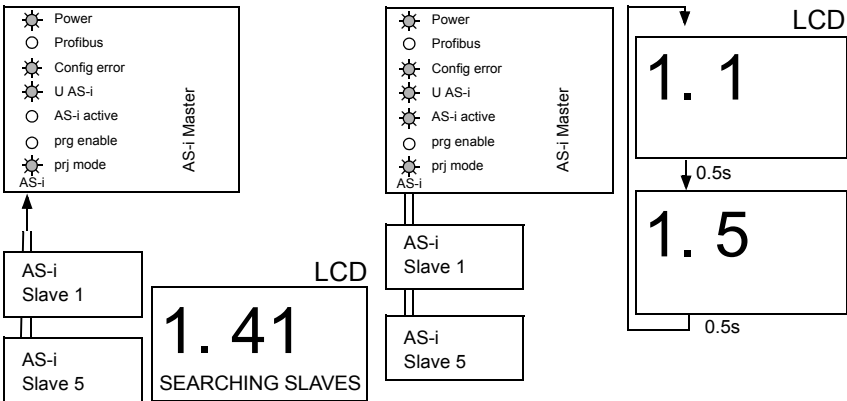 Power
Profibus
Config error
U AS-i
AS-i active
prg enable
prj mode
AS-i
AS-i Master
AS-i
Slave 1
AS-i
Slave 5
LCD
1. 41
SEARCHING SLAVES
Power
Profibus
Config error
U AS-i
AS-i active
prg enable
prj mode
AS-i
AS-i Master
AS-i
Slave 1
AS-i
Slave 5
LCD
1. 1
0.5s
1. 5
0.5s